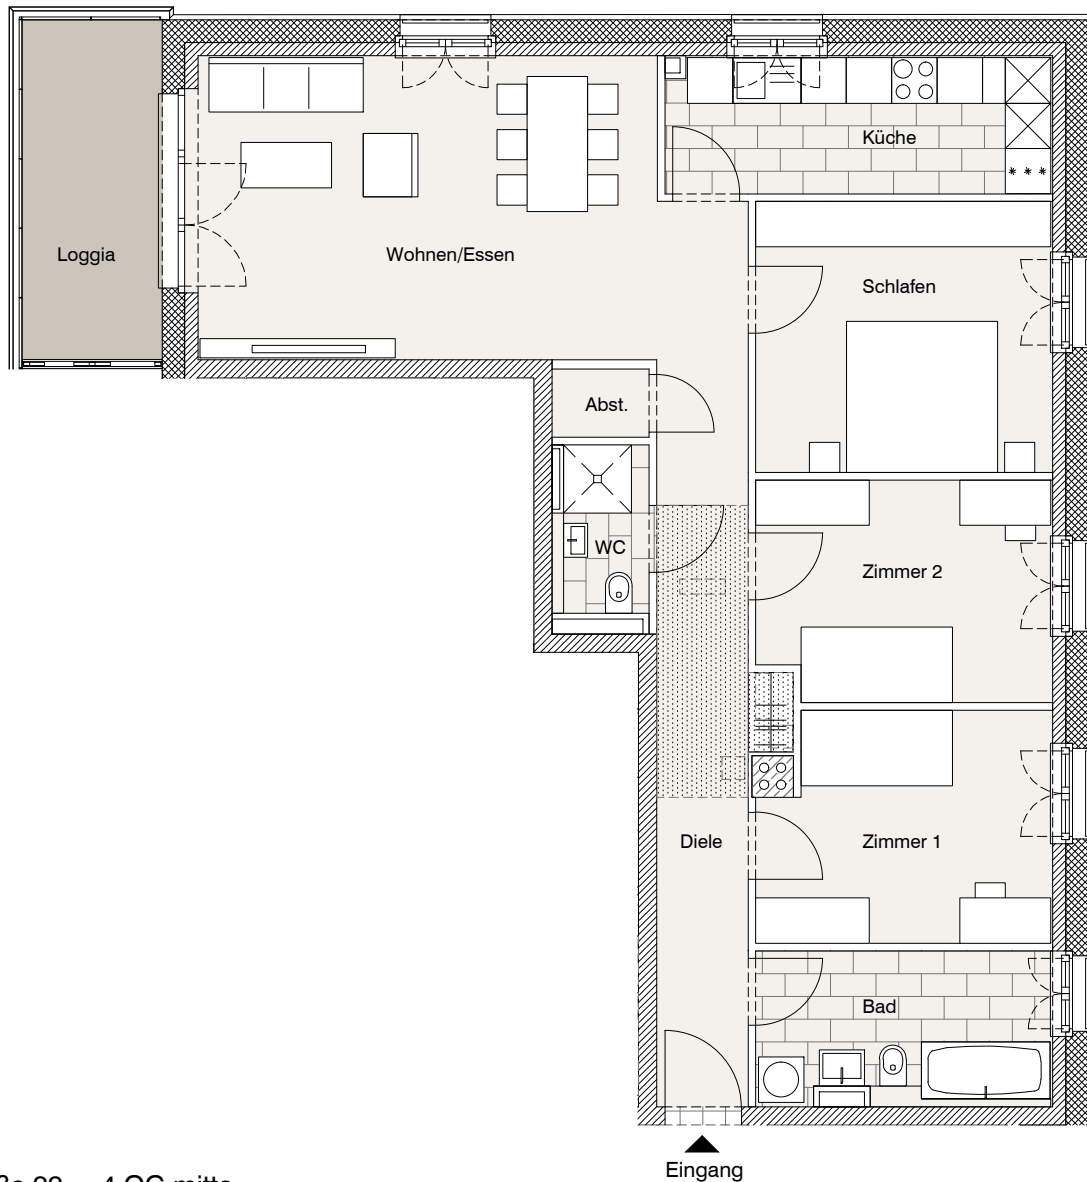 Küche
Loggia
Wohnen/Essen
Schlafen
Abst.
WC
Zimmer 2
Diele
Zimmer 1
Bad
Eingang
4.OG mitte